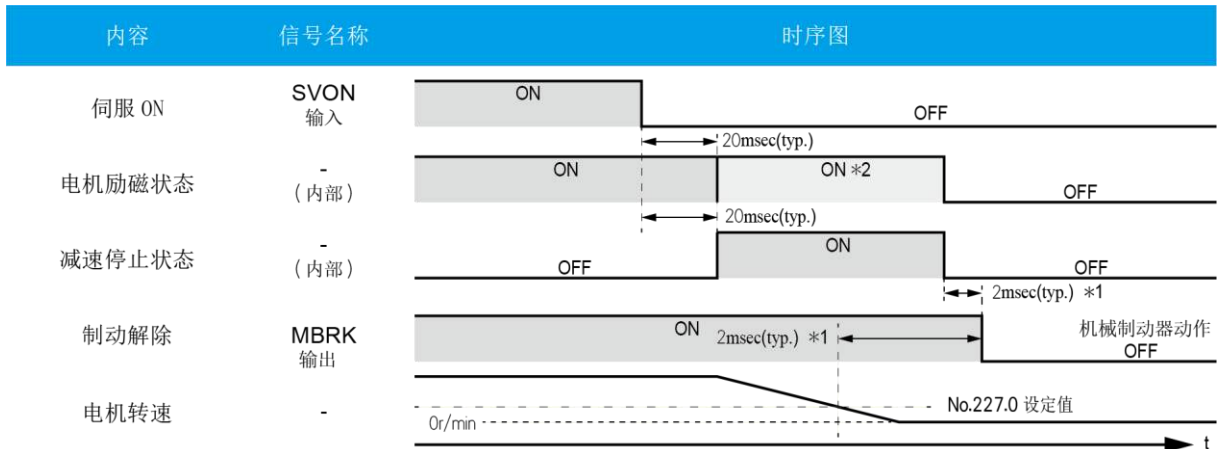 内容 信号名称 时序图
伺服 ON SVON 输入 ON OFF
20msec(typ.)
电机励磁状态 - (内部) ON ON *2 OFF
20msec(typ.)
减速停止状态 - (内部) OFF ON OFF
2msec(typ.) *1
制动解除 MBRK 输出 ON 2msec(typ.) *1 机械制动器动作 OFF
电机转速 - 0r/min No.227.0 设定值
t